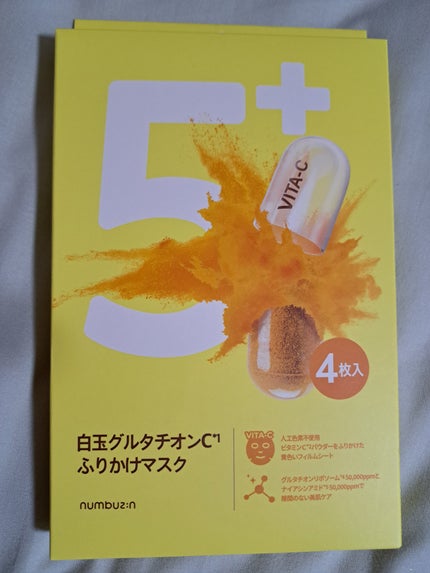 5+
VITA-C
4枚入
白玉グルタチオンC*1
ふりかけマスク
numbuz:n
VITA-C
人工色素不使用
ビタミンC*2パウダーをふりかけた
黄色いフィルムシート
グルタチオンリポソーム*3 50,000ppmと、
ナイアシンアミド*3 50,000ppmで
隙間のない美肌ケア